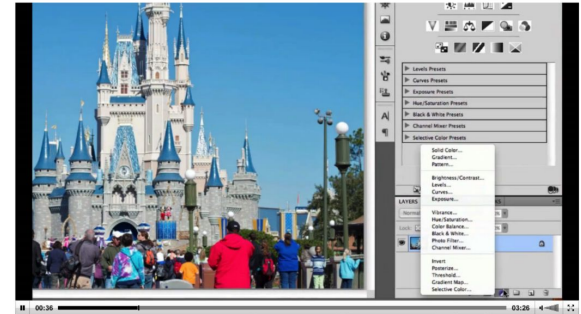 Levels Presets
Curves Presets
Exposure Presets
Hue/Saturation Presets
Black & White Presets
Channel Mixer Presets
Selective Color Presets
Solid Color...
Gradient...
Pattern...
Brightness/Contrast...
Levels...
Curves...
Exposure...
LAYERS
Normal
Lock:
Vibrance...
Hue/Saturation...
Color Balance...
Black & White...
Photo Filter...
Channel Mixer...
Invert
Posterize...
Threshold...
Gradient Map...
Selective Color...
00:36
03:26